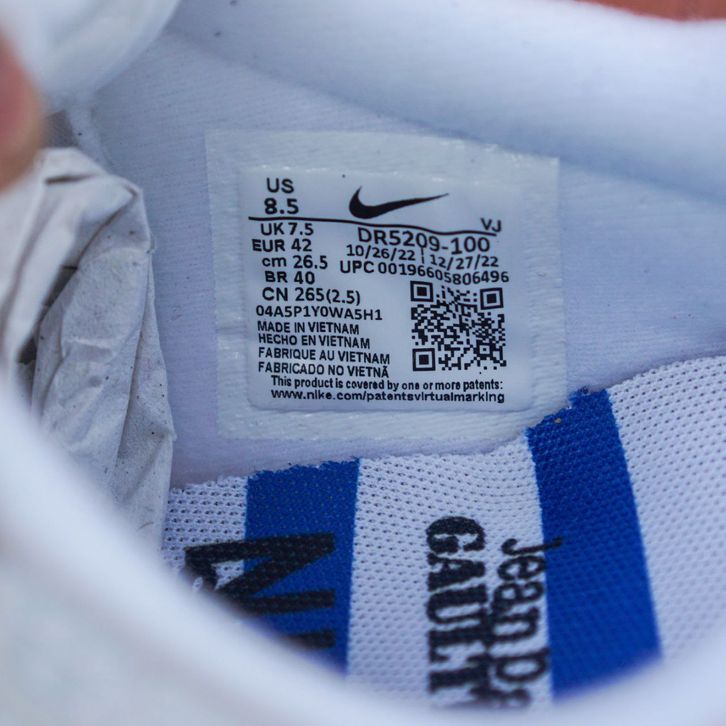 US
8.5
VJ
UK 7.5
DR5209-100
EUR 42
10/26/22 | 12/27/22
cm 26.5
UPC 00196605806496
BR 40
CN 265(2.5)
04A5P1Y0WA5H1
MADE IN VIETNAM
HECHO EN VIETNAM
FABRIQUE AU VIETNAM
FABRICADO NO VIETNÃ
This product is covered by one or more patents:
www.nike.com/patentsvirtualmarking
Jean